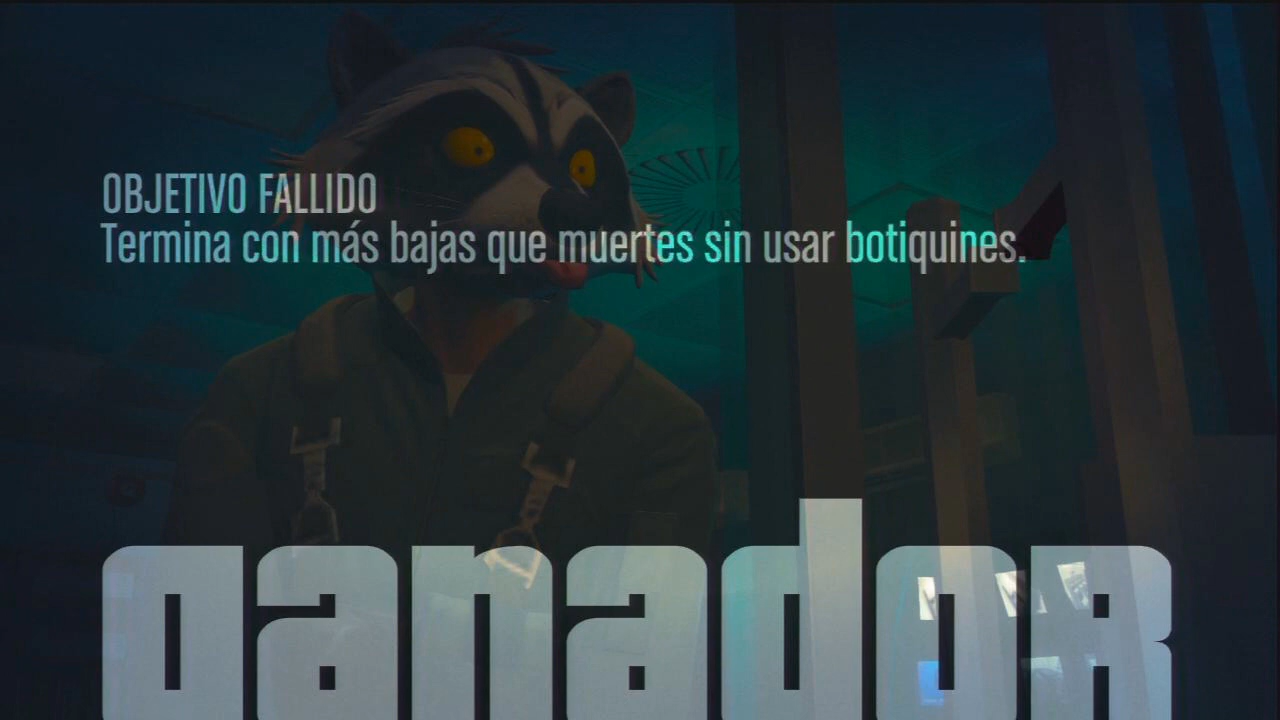 OBJETIVO FALLIDO
Termina con más bajas que muertes sin usar botiquines.
GANADOR